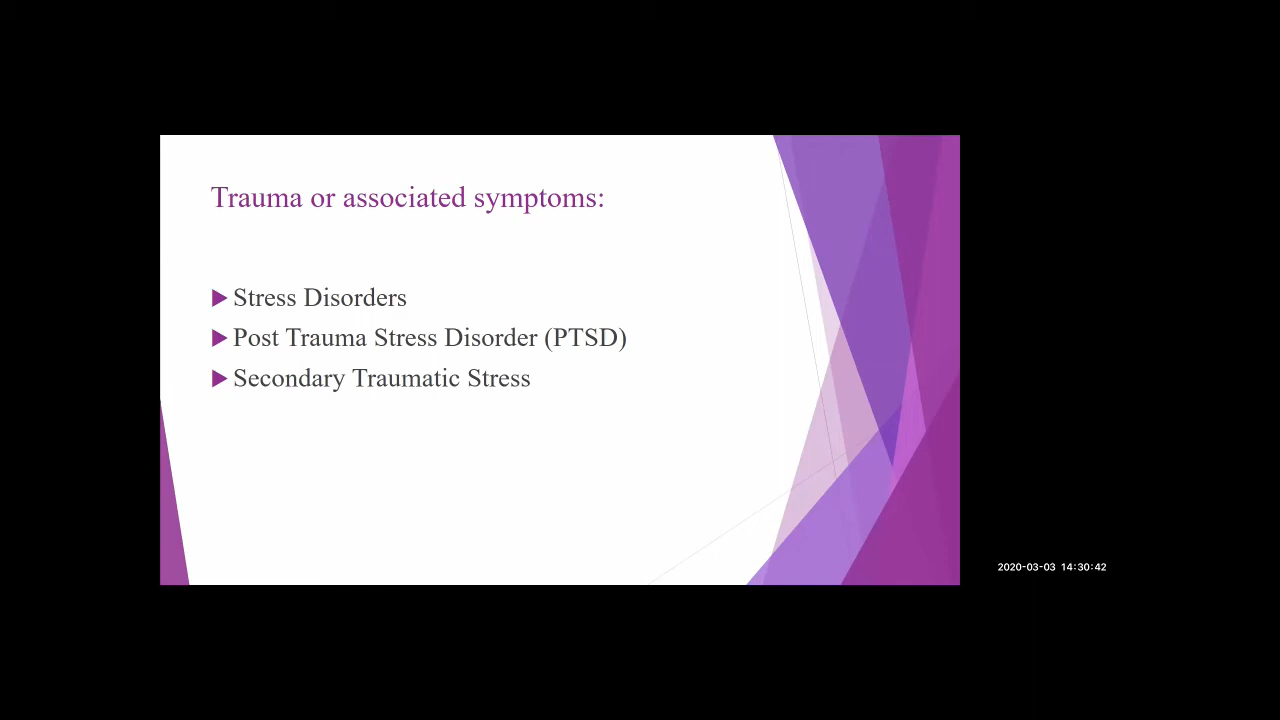 Trauma or associated symptoms:
Stress Disorders
Post Trauma Stress Disorder (PTSD)
Secondary Traumatic Stress
2020-03-03 14:30:42